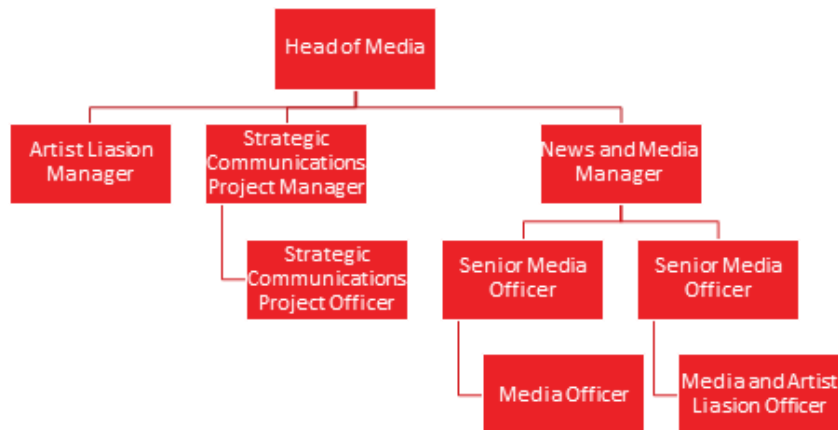 Head of Media
Artist Liasion
Manager
Strategic
Communications
Project Manager
News and Media
Manager
Strategic
Communications
Project Officer
Senior Media
Officer
Senior Media
Officer
Media Officer
Media and Artist
Liasion Officer